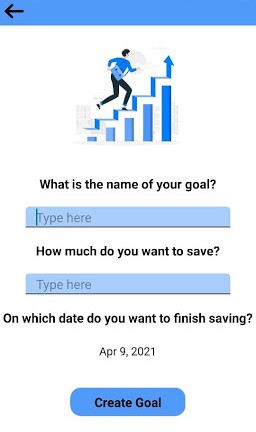 What is the name of your goal?
Type here
How much do you want to save?
Type here
On which date do you want to finish saving?
Apr 9, 2021
Create Goal